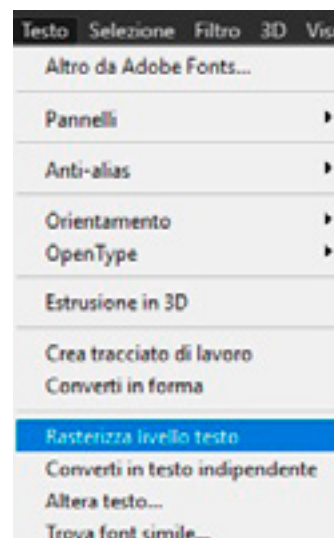 Testo Selezione Filtro 3D Vis
Altro da Adobe Fonts...
Pannelli
Anti-alias
Orientamento
OpenType
Estrusione in 3D
Crea tracciato di lavoro
Converti in forma
Rasterizza livello testo
Converti in testo indipendente
Altera testo...
Trova font simile...